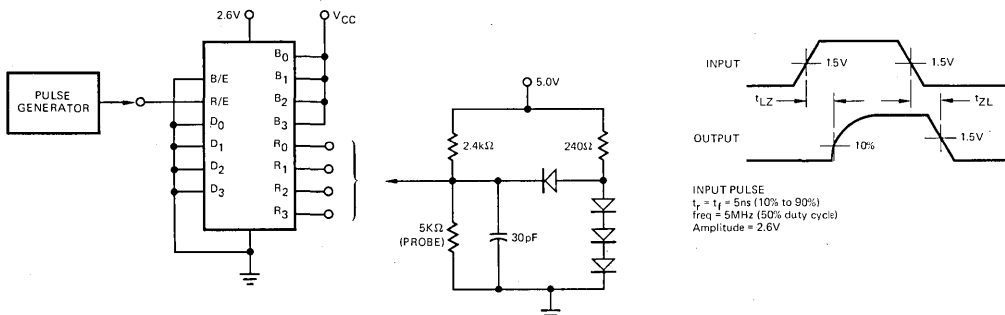 2.6V
VCC
PULSE
GENERATOR
B/E
R/E
D0
D1
D2
D3
B0
B1
B2
B3
R0
R1
R2
R3
5.0V
2.4kΩ
240Ω
5KΩ
(PROBE)
30pF
INPUT
1.5V
1.5V
tLZ
tZL
OUTPUT
10%
1.5V
INPUT PULSE
tr = tf = 5ns (10% to 90%)
freq = 5MHz (50% duty cycle)
Amplitude = 2.6V